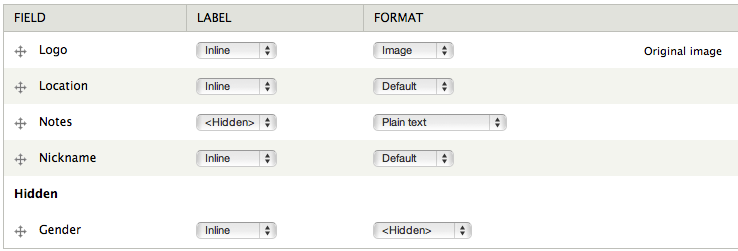 FIELD LABEL FORMAT
Logo Inline Image Original image
Location Inline Default
Notes <Hidden> Plain text
Nickname Inline Default
Hidden
Gender Inline <Hidden>